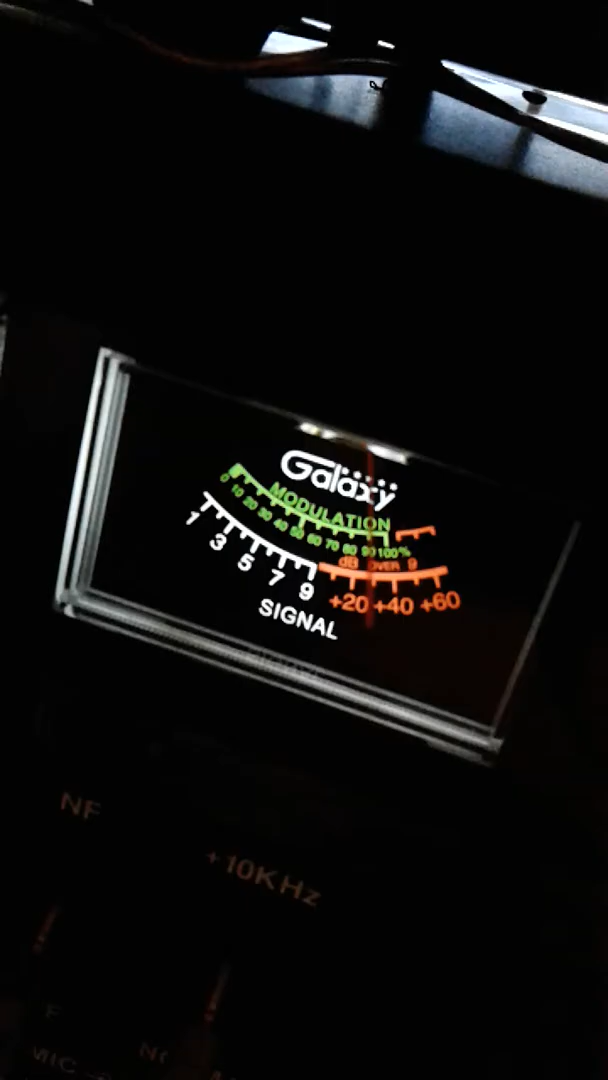 Galaxy
MODULATION
0 10 20 30 40 50 60 70 80 90 100%
dB OVER 9
1 3 5 7 9 +20 +40 +60
SIGNAL
NF
+10KHz
MIC